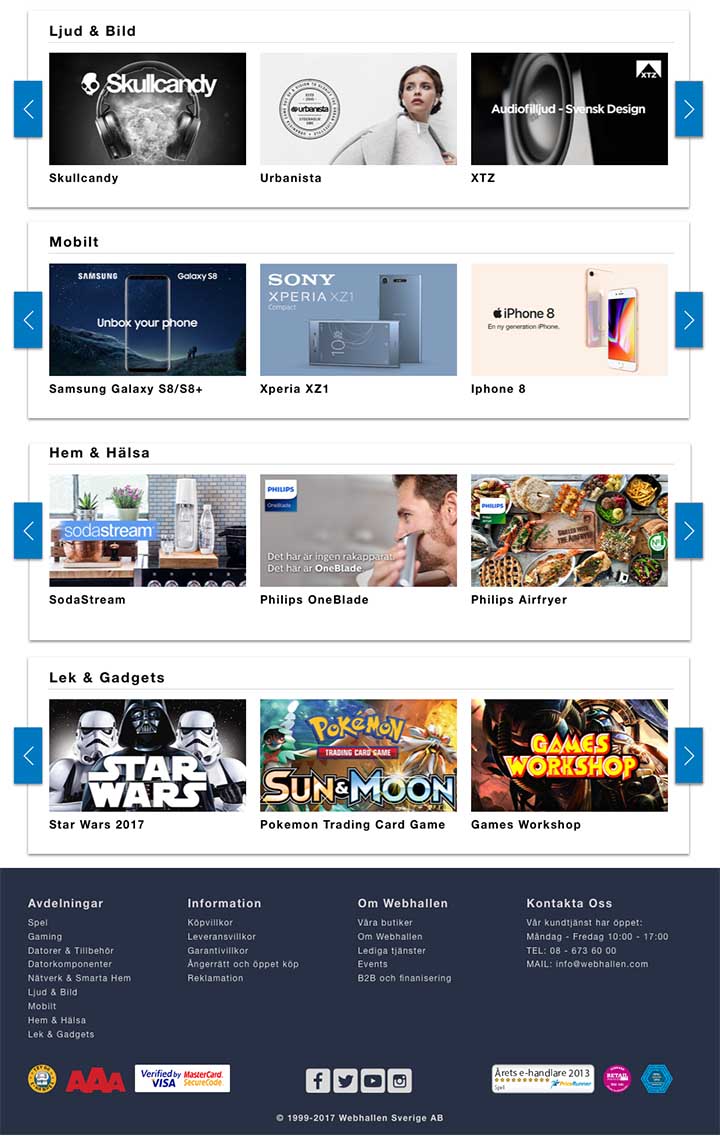 Ljud & Bild
Skullcandy
urbanista
STOCKHOLM
XTZ
Audiofilljud - Svensk Design
Skullcandy
Urbanista
XTZ
Mobilt
SAMSUNG
Galaxy S8
Unbox your phone
SONY
XPERIA XZ1
Compact
iPhone 8
En ny generation iPhone.
Samsung Galaxy S8/S8+
Xperia XZ1
Iphone 8
Hem & Hälsa
sodastream
PHILIPS
OneBlade
Det här är ingen rakapparat.
Det här är OneBlade
PHILIPS
SodaStream
Philips OneBlade
Philips Airfryer
Lek & Gadgets
STAR
WARS
POKÉMON
TRADING CARD GAME
SUN & MOON
GAMES
WORKSHOP
Star Wars 2017
Pokemon Trading Card Game
Games Workshop
Avdelningar
Spel
Gaming
Datorer & Tillbehör
Datorkomponenter
Nätverk & Smarta Hem
Ljud & Bild
Mobilt
Hem & Hälsa
Lek & Gadgets
Information
Köpvillkor
Leveransvillkor
Garantivillkor
Ångerrätt och öppet köp
Reklamation
Om Webhallen
Våra butiker
Om Webhallen
Lediga tjänster
Events
B2B och finanisering
Kontakta Oss
Vår kundtjänst har öppet:
Måndag - Fredag 10:00 - 17:00
TEL: 08 - 673 60 00
MAIL: info@webhallen.com
AAA
Verified by
VISA
MasterCard.
SecureCode.
Årets e-handlare 2013
PriceRunner
Spel
RETAIL
© 1999-2017 Webhallen Sverige AB